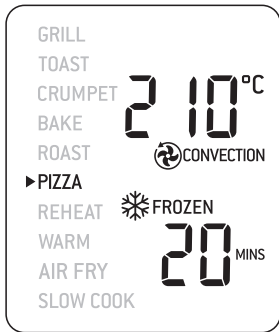 GRILL
TOAST
CRUMPET
210°C
BAKE
ROAST
CONVECTION
PIZZA
REHEAT
FROZEN
WARM
20 MINS
AIR FRY
SLOW COOK